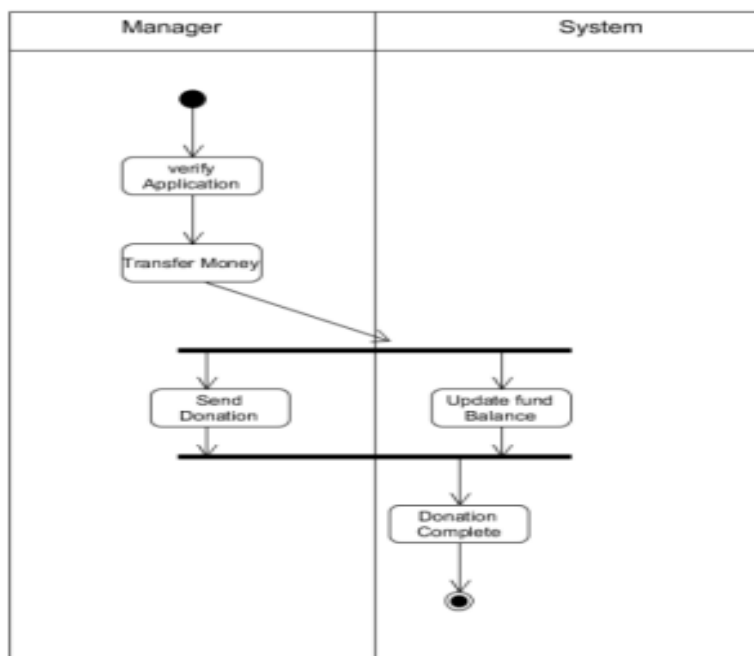 Manager
System
verify
Application
Transfer Money
Send
Donation
Update fund
Balance
Donation
Complete